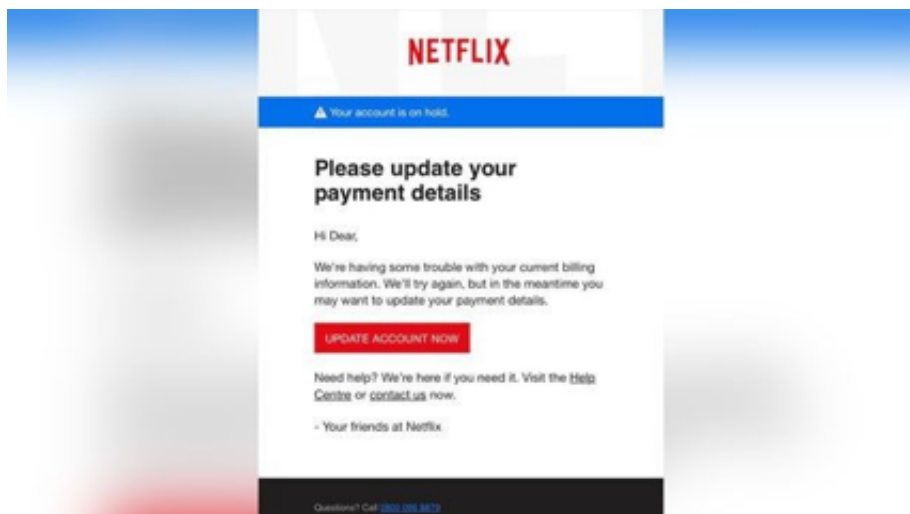 NETFLIX
Your account is on hold.
Please update your
payment details
Hi Dear,
We're having some trouble with your current billing
information. We'll try again, but in the meantime you
may want to update your payment details.
UPDATE ACCOUNT NOW
Need help? We're here if you need it. Visit the Help
Centre or contact us now.
- Your friends at Netflix
Questions? Call